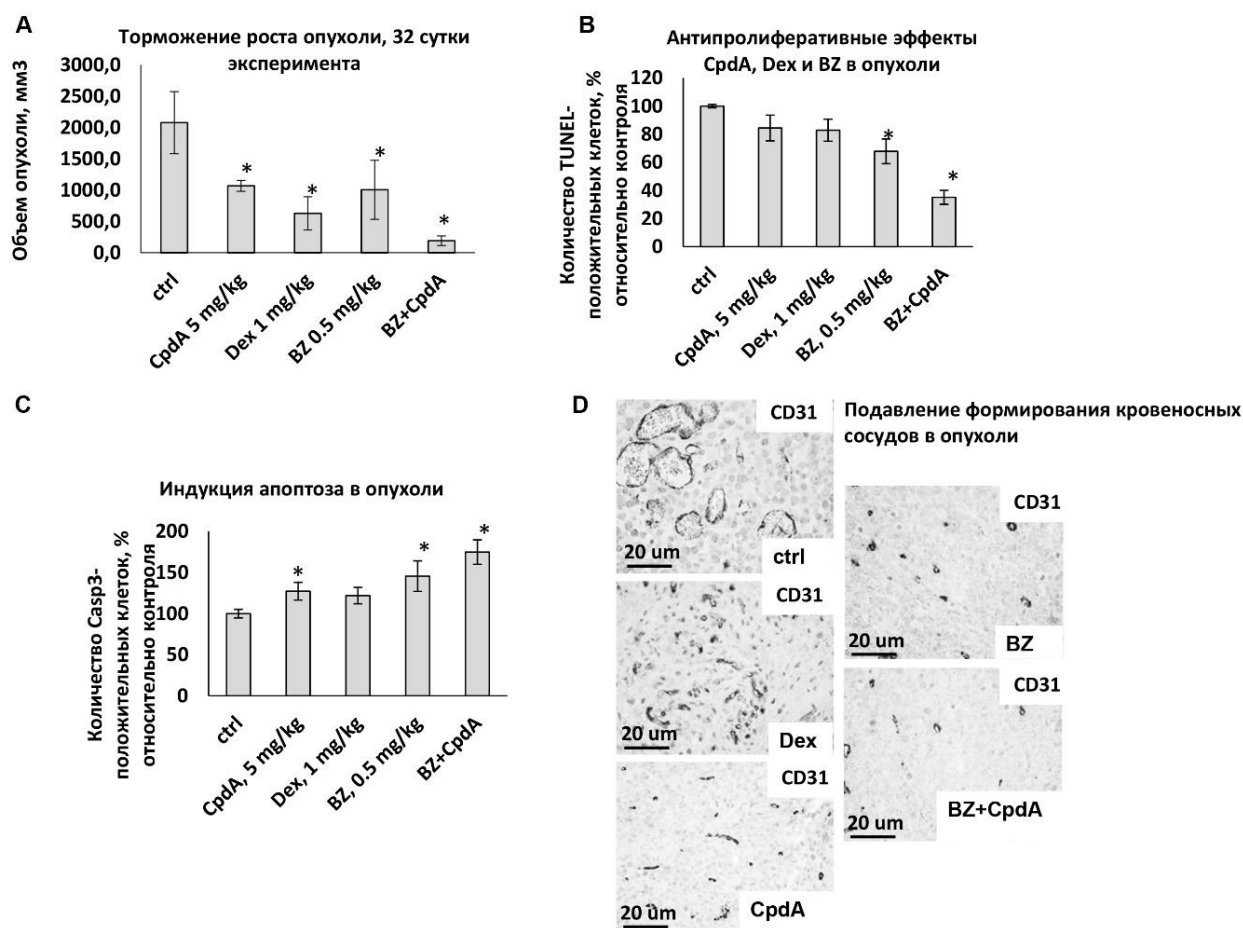 A
Торможение роста опухоли, 32 сутки
эксперимента
Объем опухоли, мм3
3000,0
2500,0
2000,0
1500,0
1000,0
500,0
0,0
*
*
*
*
ctrl
CpdA 5 mg/kg
Dex 1 mg/kg
BZ 0.5 mg/kg
BZ+CpdA
B
Антипролиферативные эффекты
CpdA, Dex и BZ в опухоли
Количество TUNEL-
положительных клеток, %
относительно контроля
120
100
80
60
40
20
0
*
*
ctrl
CpdA, 5 mg/kg
Dex, 1 mg/kg
BZ, 0.5 mg/kg
BZ+CpdA
C
Индукция апоптоза в опухоли
Количество Casp3-
положительных клеток, %
относительно контроля
200
150
100
50
0
*
*
*
ctrl
CpdA, 5 mg/kg
Dex, 1 mg/kg
BZ, 0.5 mg/kg
BZ+CpdA
D
Подавление формирования кровеносных
сосудов в опухоли
CD31
20 um
ctrl
CD31
20 um
Dex
CD31
20 um
CpdA
CD31
20 um
BZ
CD31
20 um
BZ+CpdA